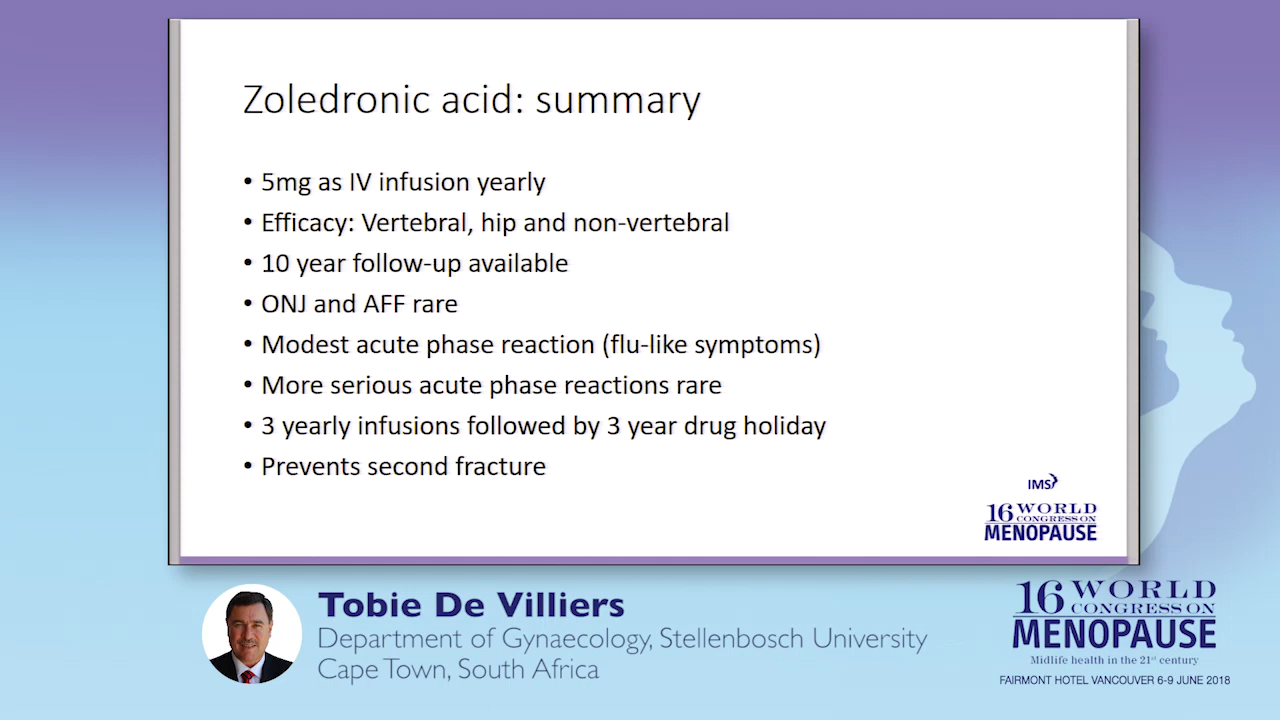 Zoledronic acid: summary
• 5mg as IV infusion yearly
• Efficacy: Vertebral, hip and non-vertebral
• 10 year follow-up available
• ONJ and AFF rare
• Modest acute phase reaction (flu-like symptoms)
• More serious acute phase reactions rare
• 3 yearly infusions followed by 3 year drug holiday
• Prevents second fracture
IMS
16 WORLD
CONGRESS ON
MENOPAUSE
Tobie De Villiers
Department of Gynaecology, Stellenbosch University
Cape Town, South Africa
16 WORLD
CONGRESS ON
MENOPAUSE
Midlife health in the 21st century
FAIRMONT HOTEL VANCOUVER 6-9 JUNE 2018